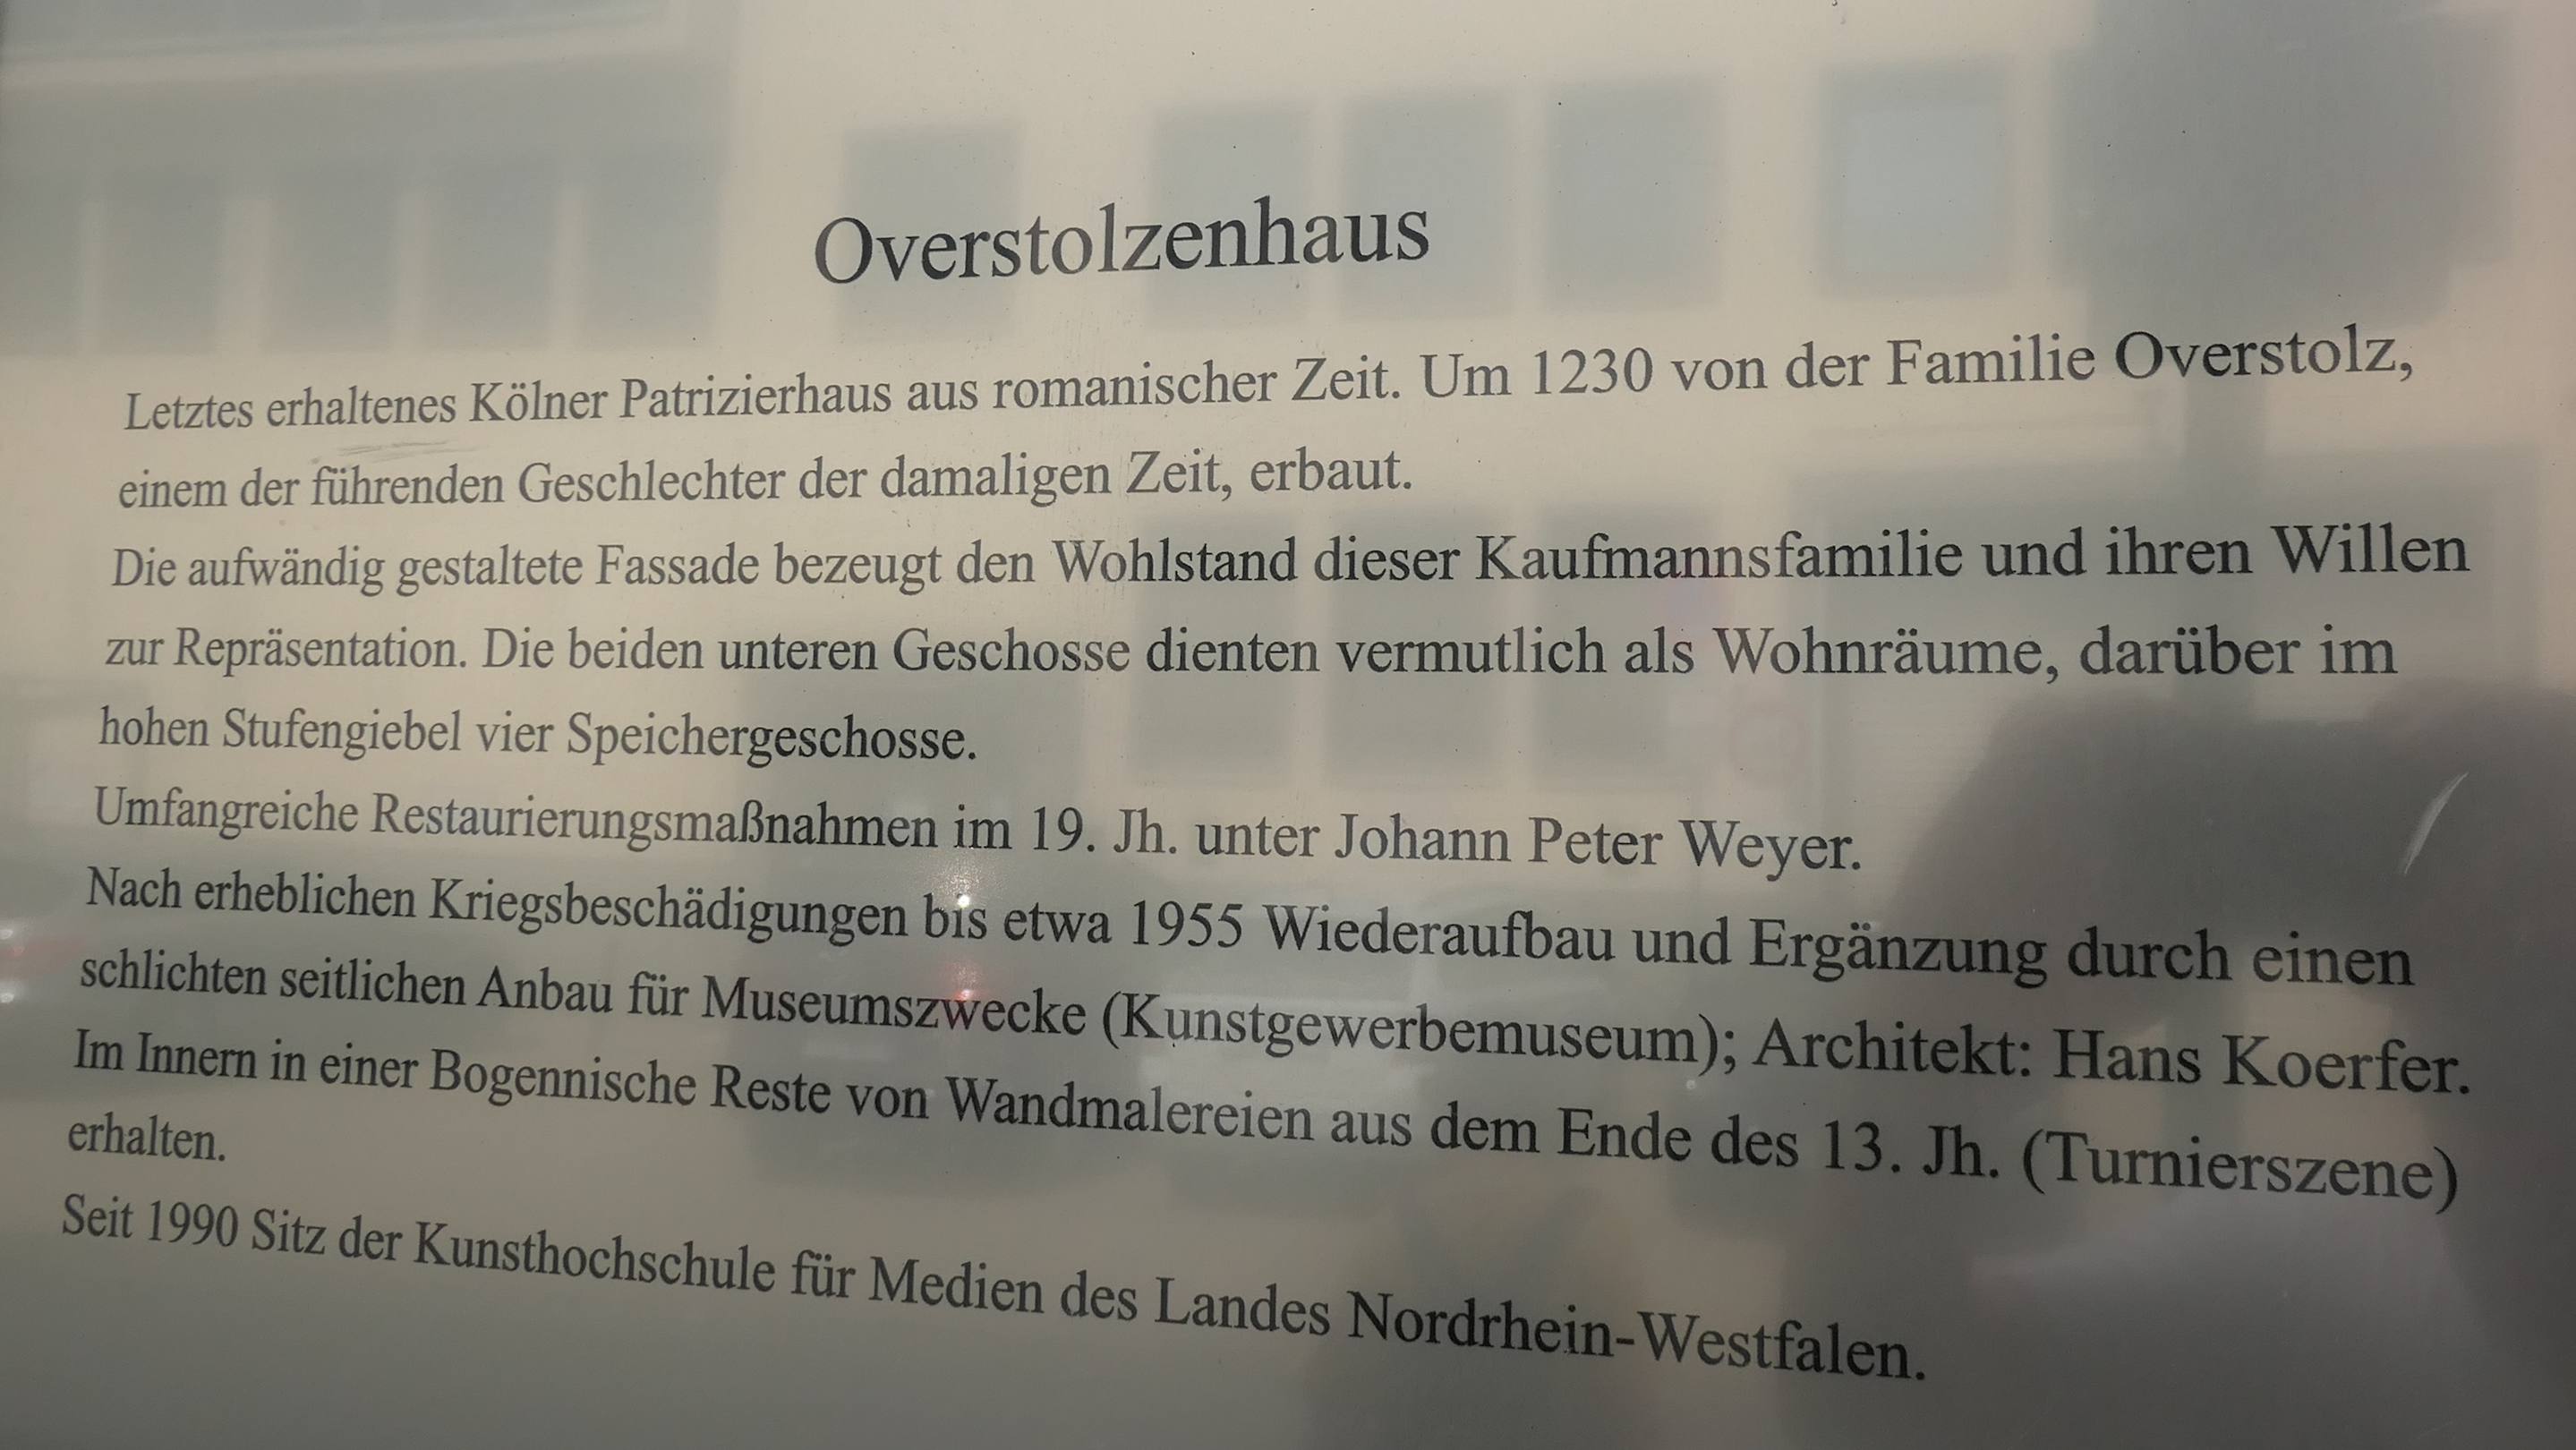 Overstolzenhaus
Letztes erhaltenes Kölner Patrizierhaus aus romanischer Zeit. Um 1230 von der Familie Overstolz,
einem der führenden Geschlechter der damaligen Zeit, erbaut.
Die aufwändig gestaltete Fassade bezeugt den Wohlstand dieser Kaufmannsfamilie und ihren Willen
zur Repräsentation. Die beiden unteren Geschosse dienten vermutlich als Wohnräume, darüber im
hohen Stufengiebel vier Speichergeschosse.
Umfangreiche Restaurierungsmaßnahmen im 19. Jh. unter Johann Peter Weyer.
Nach erheblichen Kriegsbeschädigungen bis etwa 1955 Wiederaufbau und Ergänzung durch einen
schlichten seitlichen Anbau für Museumszwecke (Kunstgewerbemuseum); Architekt: Hans Koerfer.
Im Innern in einer Bogennische Reste von Wandmalereien aus dem Ende des 13. Jh. (Turnierszene)
erhalten.
Seit 1990 Sitz der Kunsthochschule für Medien des Landes Nordrhein-Westfalen.